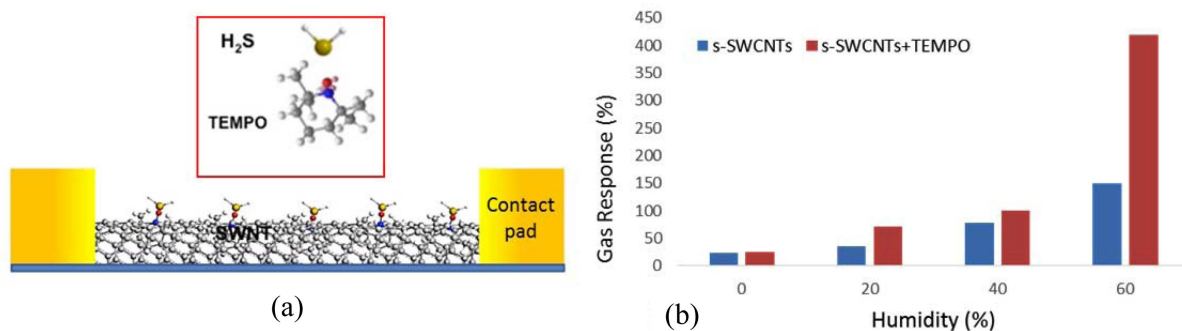 H₂S
TEMPO
SWNT
Contact
pad
(a)
450
400
350
300
250
200
150
100
50
0
Gas Response (%)
s-SWCNTs
s-SWCNTs+TEMPO
0
20
40
60
Humidity (%)
(b)